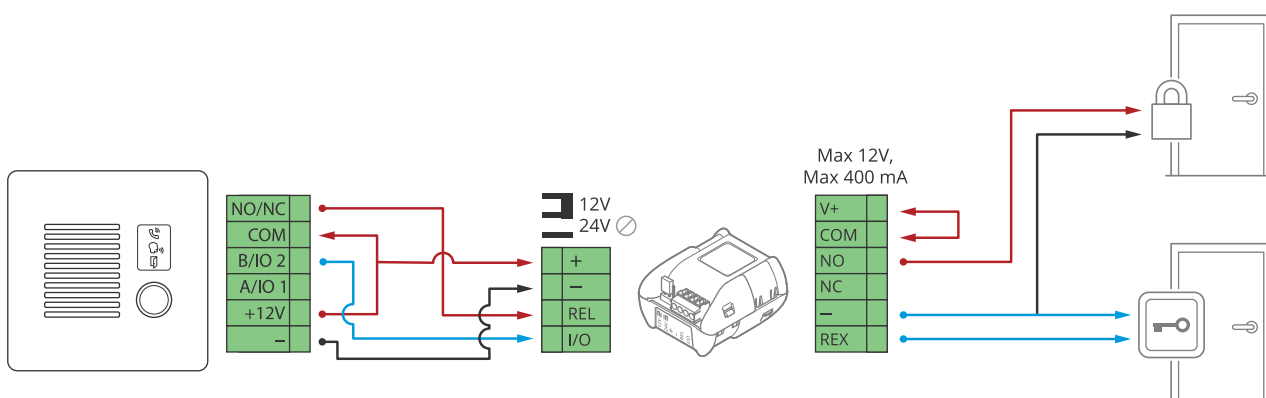 NO/NC
COM
B/IO 2
A/IO 1
+12V
–
12V
24V
+
–
REL
I/O
Max 12V,
Max 400 mA
V+
COM
NO
NC
–
REX